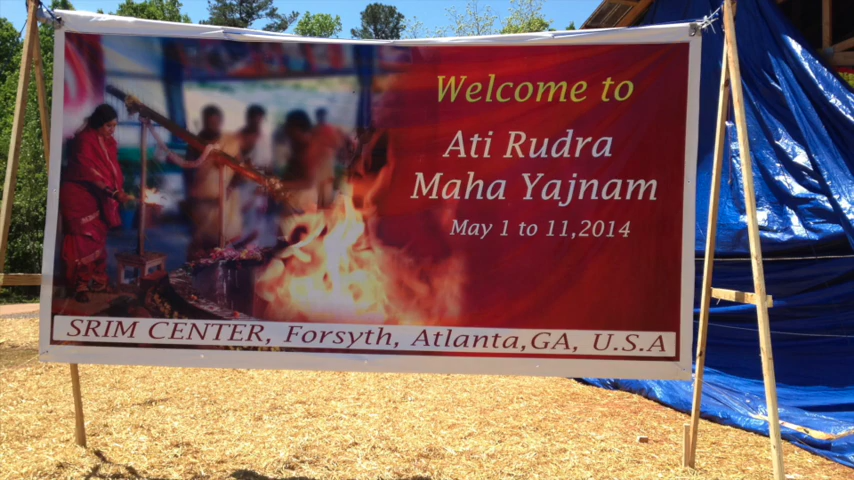 Welcome to
Ati Rudra
Maha Yajnam
May 1 to 11,2014
SRIM CENTER, Forsyth, Atlanta,GA, U.S.A